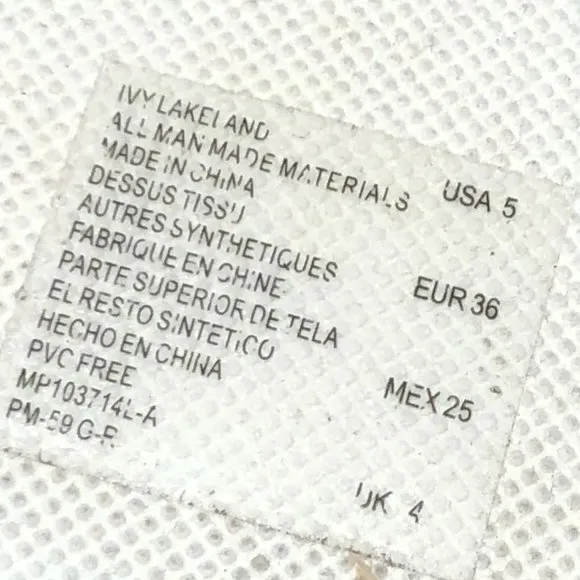 IVY LAKELAND
ALL MAN MADE MATERIALS
MADE IN CHINA
DESSUS TISSU
AUTRES SYNTHETIQUES
FABRIQUE EN CHINE
PARTE SUPERIOR DE TELA
EL RESTO SINTETICO
HECHO EN CHINA
PVC FREE
MP103714L-A
PM-59
USA 5
EUR 36
MEX 25
UK 4